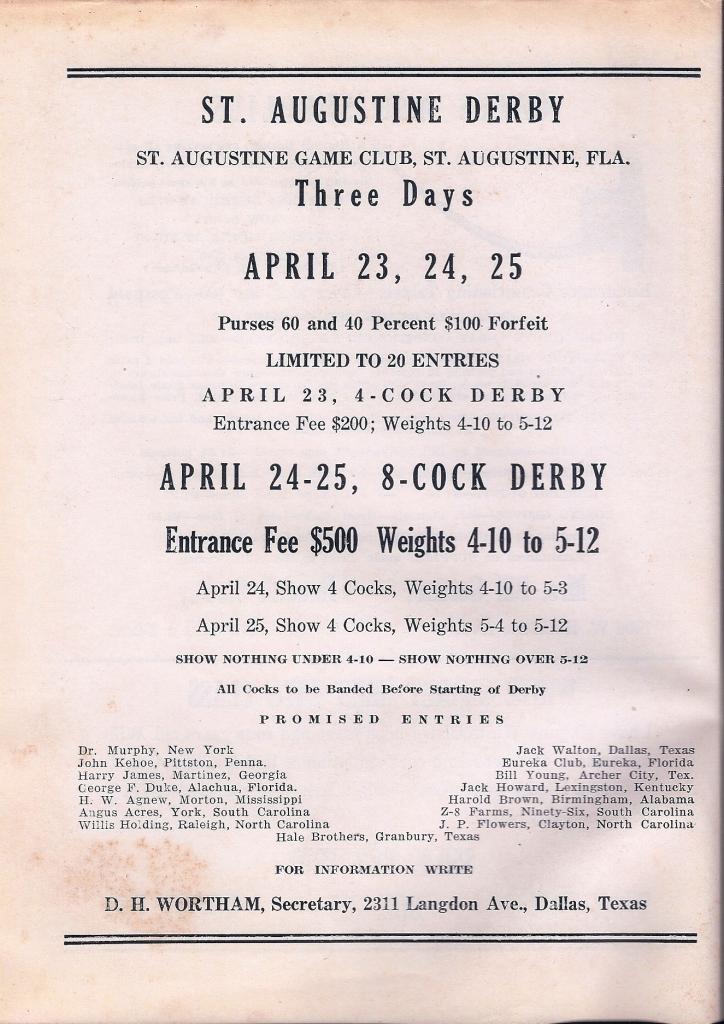 ST. AUGUSTINE DERBY
ST. AUGUSTINE GAME CLUB, ST. AUGUSTINE, FLA.
Three Days
APRIL 23, 24, 25
Purses 60 and 40 Percent $100 Forfeit
LIMITED TO 20 ENTRIES
APRIL 23, 4-COCK DERBY
Entrance Fee $200; Weights 4-10 to 5-12
APRIL 24-25, 8-COCK DERBY
Entrance Fee $500 Weights 4-10 to 5-12
April 24, Show 4 Cocks, Weights 4-10 to 5-3
April 25, Show 4 Cocks, Weights 5-4 to 5-12
SHOW NOTHING UNDER 4-10 — SHOW NOTHING OVER 5-12
All Cocks to be Banded Before Starting of Derby
PROMISED ENTRIES
Dr. Murphy, New York
John Kehoe, Pittston, Penna.
Harry James, Martinez, Georgia
George F. Duke, Alachua, Florida.
H. W. Agnew, Morton, Mississippi
Angus Acres, York, South Carolina
Willis Holding, Raleigh, North Carolina
Jack Walton, Dallas, Texas
Eureka Club, Eureka, Florida
Bill Young, Archer City, Tex.
Jack Howard, Lexingston, Kentucky
Harold Brown, Birmingham, Alabama
Z-8 Farms, Ninety-Six, South Carolina
J. P. Flowers, Clayton, North Carolina
Hale Brothers, Granbury, Texas
FOR INFORMATION WRITE
D. H. WORTHAM, Secretary, 2311 Langdon Ave., Dallas, Texas